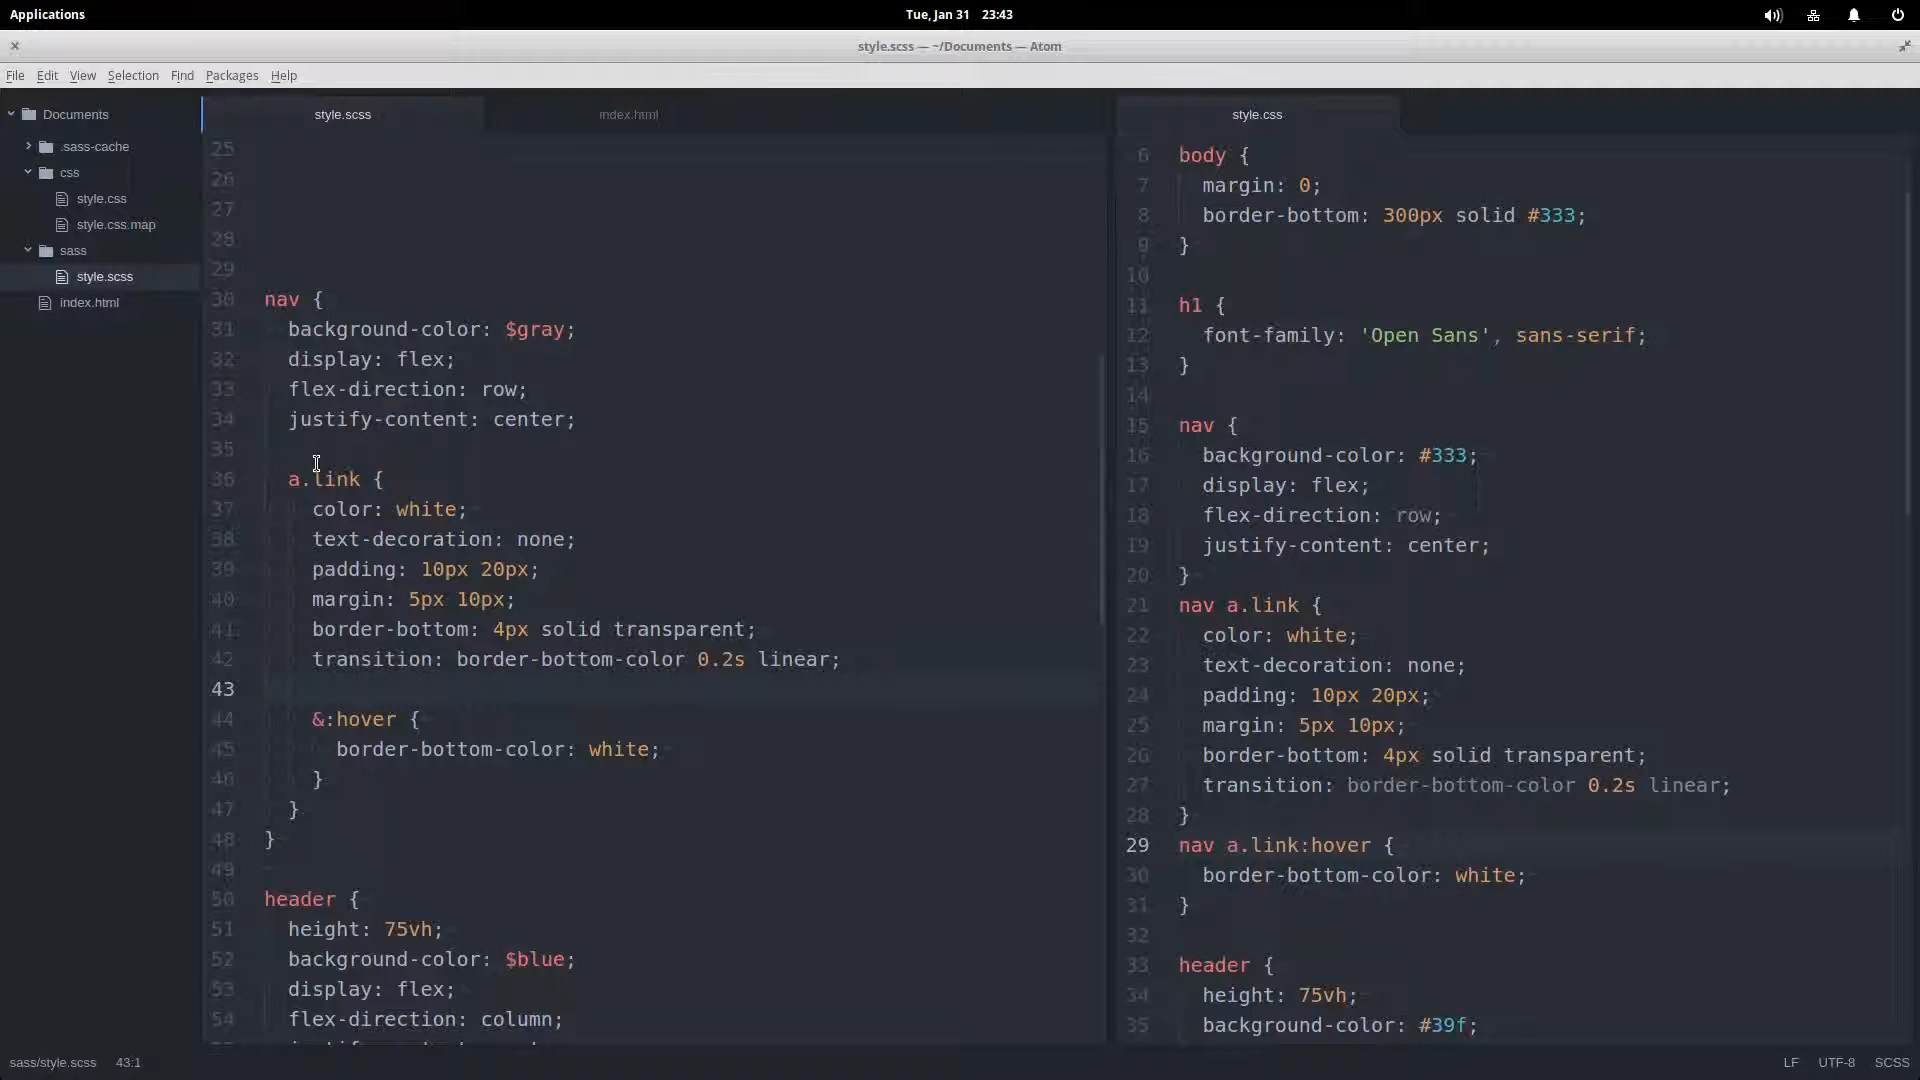 Applications
Tue, Jan 31 23:43
style.scss — ~/Documents — Atom
File Edit View Selection Find Packages Help
Documents
.sass-cache
css
style.css
style.css.map
sass
style.scss
index.html
style.scss
index.html
25
26
27
28
29
30 nav {
31 background-color: $gray;
32 display: flex;
33 flex-direction: row;
34 justify-content: center;
35
36 a.link {
37 color: white;
38 text-decoration: none;
39 padding: 10px 20px;
40 margin: 5px 10px;
41 border-bottom: 4px solid transparent;
42 transition: border-bottom-color 0.2s linear;
43
44 &:hover {
45 border-bottom-color: white;
46 }
47 }
48 }
49
50 header {
51 height: 75vh;
52 background-color: $blue;
53 display: flex;
54 flex-direction: column;
style.css
6 body {
7 margin: 0;
8 border-bottom: 300px solid #333;
9 }
10
11 h1 {
12 font-family: 'Open Sans', sans-serif;
13 }
14
15 nav {
16 background-color: #333;
17 display: flex;
18 flex-direction: row;
19 justify-content: center;
20 }
21 nav a.link {
22 color: white;
23 text-decoration: none;
24 padding: 10px 20px;
25 margin: 5px 10px;
26 border-bottom: 4px solid transparent;
27 transition: border-bottom-color 0.2s linear;
28 }
29 nav a.link:hover {
30 border-bottom-color: white;
31 }
32
33 header {
34 height: 75vh;
35 background-color: #39f;
sass/style.scss 43:1
LF UTF-8 SCSS